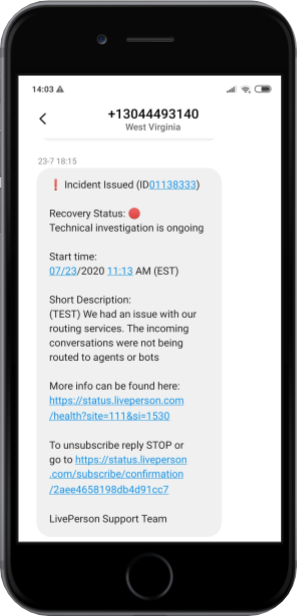 14:03
+13044493140
West Virginia
23-7 18:15
❗ Incident Issued (ID01138333)
Recovery Status: 🔴
Technical investigation is ongoing
Start time:
07/23/2020 11:13 AM (EST)
Short Description:
(TEST) We had an issue with our
routing services. The incoming
conversations were not being
routed to agents or bots
More info can be found here:
https://status.liveperson.com
/health?site=111&si=1530
To unsubscribe reply STOP or
go to https://status.liveperson
.com/subscribe/confirmation
/2aee4658198db4d91cc7
LivePerson Support Team